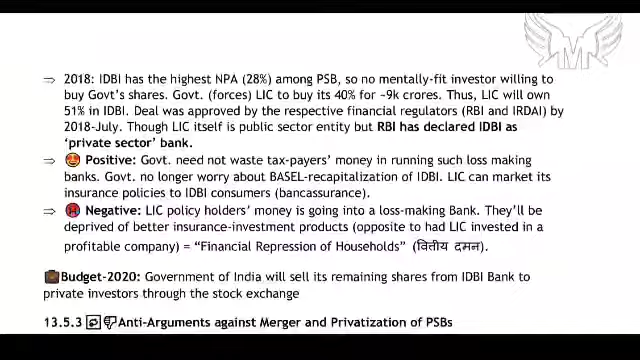 ⇒ 2018: IDBI has the highest NPA (28%) among PSB, so no mentally-fit investor willing to
buy Govt's shares. Govt. (forces) LIC to buy its 40% for ~9k crores. Thus, LIC will own
51% in IDBI. Deal was approved by the respective financial regulators (RBI and IRDAI) by
2018-July. Though LIC itself is public sector entity but RBI has declared IDBI as
'private sector' bank.
⇒ 😍 Positive: Govt. need not waste tax-payers' money in running such loss making
banks. Govt. no longer worry about BASEL-recapitalization of IDBI. LIC can market its
insurance policies to IDBI consumers (bancassurance).
⇒ 😡 Negative: LIC policy holders' money is going into a loss-making Bank. They'll be
deprived of better insurance-investment products (opposite to had LIC invested in a
profitable company) = "Financial Repression of Households" (वित्तीय दमन).
💼Budget-2020: Government of India will sell its remaining shares from IDBI Bank to
private investors through the stock exchange
13.5.3 🔄👎Anti-Arguments against Merger and Privatization of PSBs